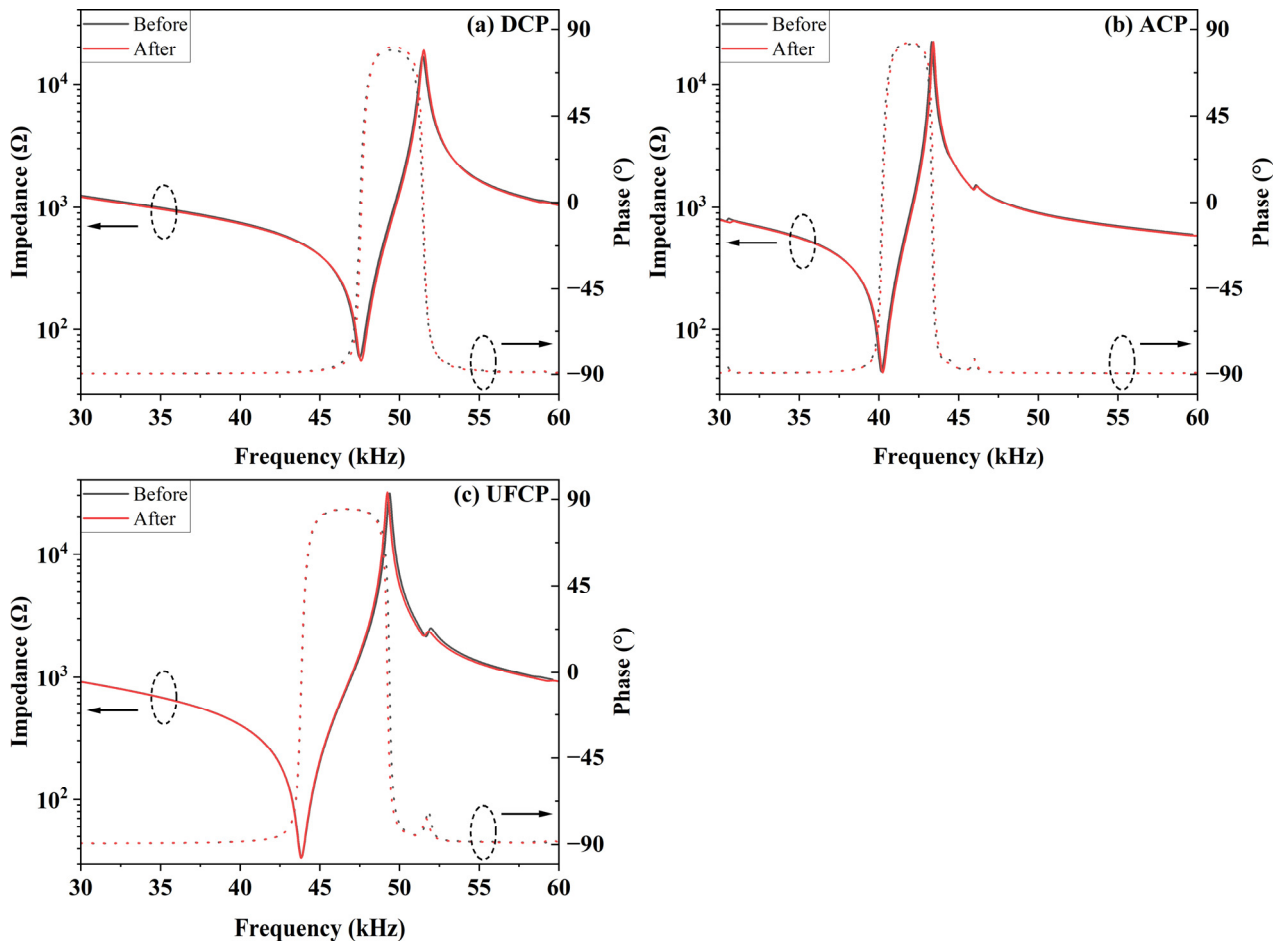 (a) DCP
Before
After
Impedance (Ω)
10⁴
10³
10²
90
45
0
−45
−90
Phase (°)
30 35 40 45 50 55 60
Frequency (kHz)
(b) ACP
Before
After
Impedance (Ω)
10⁴
10³
10²
90
45
0
−45
−90
Phase (°)
30 35 40 45 50 55 60
Frequency (kHz)
(c) UFCP
Before
After
Impedance (Ω)
10⁴
10³
10²
90
45
0
−45
−90
Phase (°)
30 35 40 45 50 55 60
Frequency (kHz)